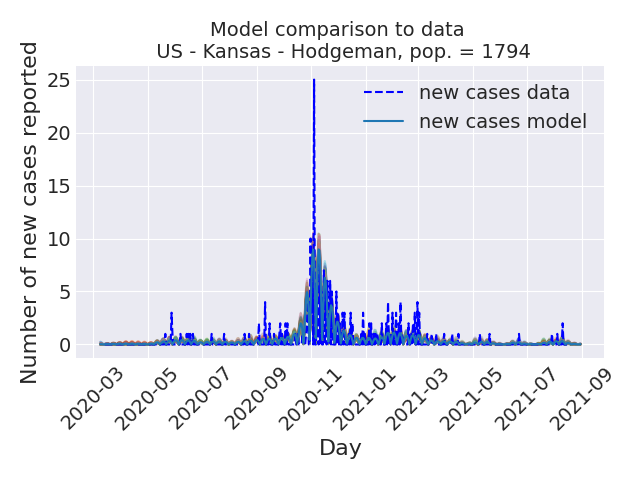 Model comparison to data
US - Kansas - Hodgeman, pop. = 1794
Number of new cases reported
25
20
15
10
5
0
new cases data
new cases model
2020-03
2020-05
2020-07
2020-09
2020-11
2021-01
2021-03
2021-05
2021-07
2021-09
Day